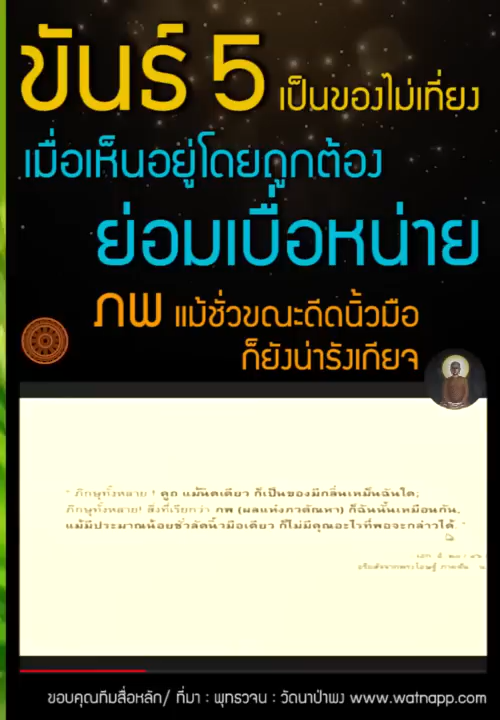 ขันธ์ 5 เป็นของไม่เที่ยง
เมื่อเห็นอยู่โดยถูกต้อง
ย่อมเบื่อหน่าย
ภพ แม้ชั่วขณะดีดนิ้วมือ
ก็ยังน่ารังเกียจ
" ภิกษุทั้งหลาย ! คูถ แม้นิดเดียว ก็เป็นของมีกลิ่นเหม็นฉันใด;
ภิกษุทั้งหลาย! สิ่งที่เรียกว่า ภพ (ผลแห่งภวตัณหา) ก็ฉันนั้นเหมือนกัน,
แม้มีประมาณน้อยชั่วลัดนิ้วมือเดียว ก็ไม่มีคุณอะไรที่พอจะกล่าวได้. "
ขอบคุณทีมสื่อหลัก/ ที่มา : พุทธวจน : วัดนาป่าพง www.watnapp.com